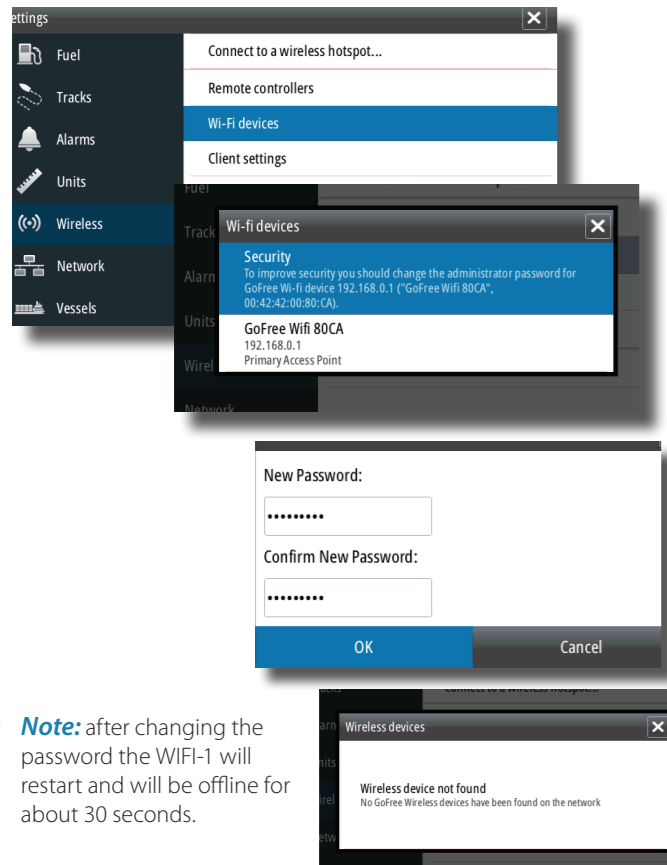 ettings
Fuel
Tracks
Alarms
Units
Wireless
Network
Vessels
Connect to a wireless hotspot...
Remote controllers
Wi-Fi devices
Client settings
Fuel
Track
Alarn
Units
Wirel
Network
Wi-fi devices
Security
To improve security you should change the administrator password for
GoFree Wi-fi device 192.168.0.1 ("GoFree Wifi 80CA",
00:42:42:00:80:CA).
GoFree Wifi 80CA
192.168.0.1
Primary Access Point
New Password:
•••••••••
Confirm New Password:
•••••••••
OK
Cancel
Note: after changing the
password the WIFI-1 will
restart and will be offline for
about 30 seconds.
Connect to a wireless hotspot...
arn
nits
irel
etw
Wireless devices
Wireless device not found
No GoFree Wireless devices have been found on the network